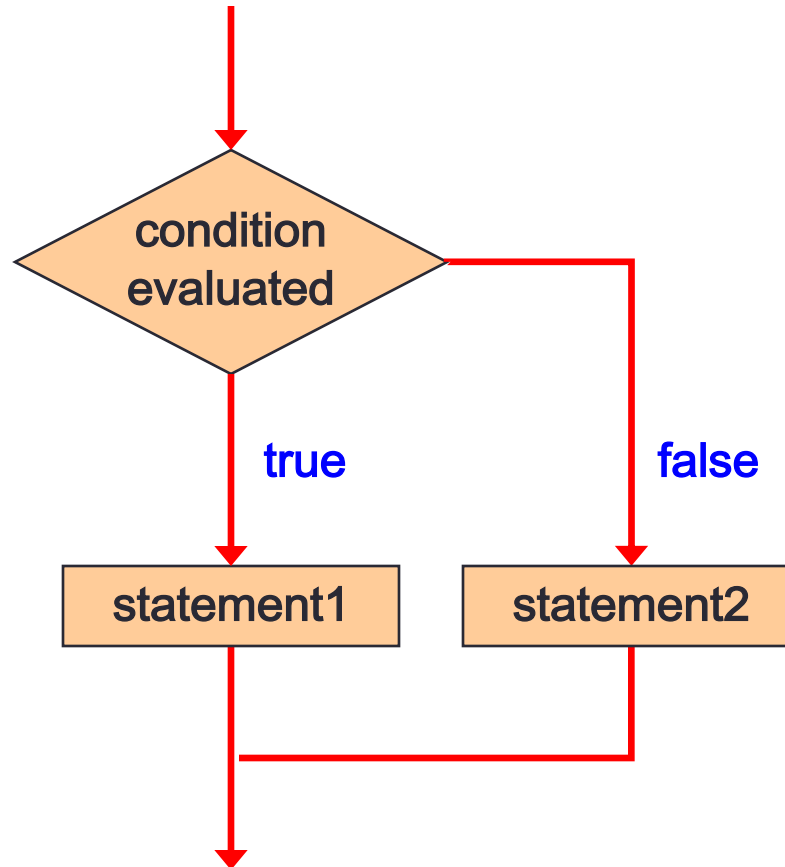 condition
evaluated
true
false
statement1
statement2